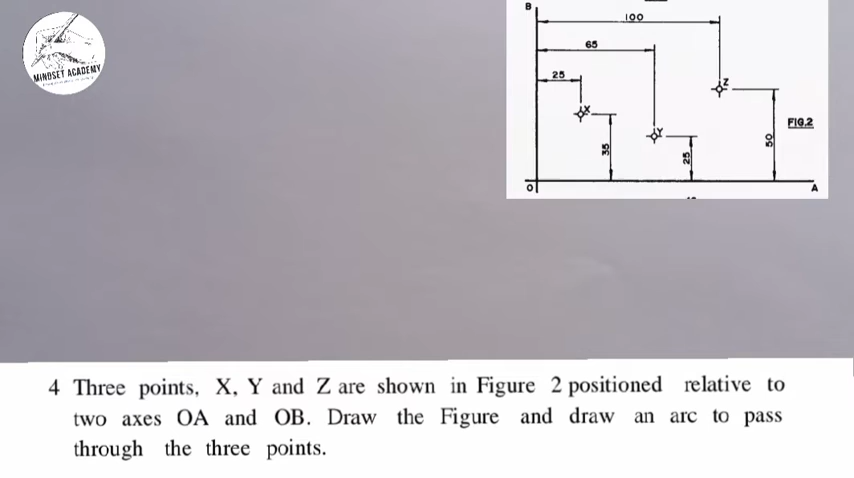 MINDSET ACADEMY
B
100
65
25
Z
X
Y
FIG.2
35
25
50
O
A
4 Three points, X, Y and Z are shown in Figure 2 positioned relative to
two axes OA and OB. Draw the Figure and draw an arc to pass
through the three points.